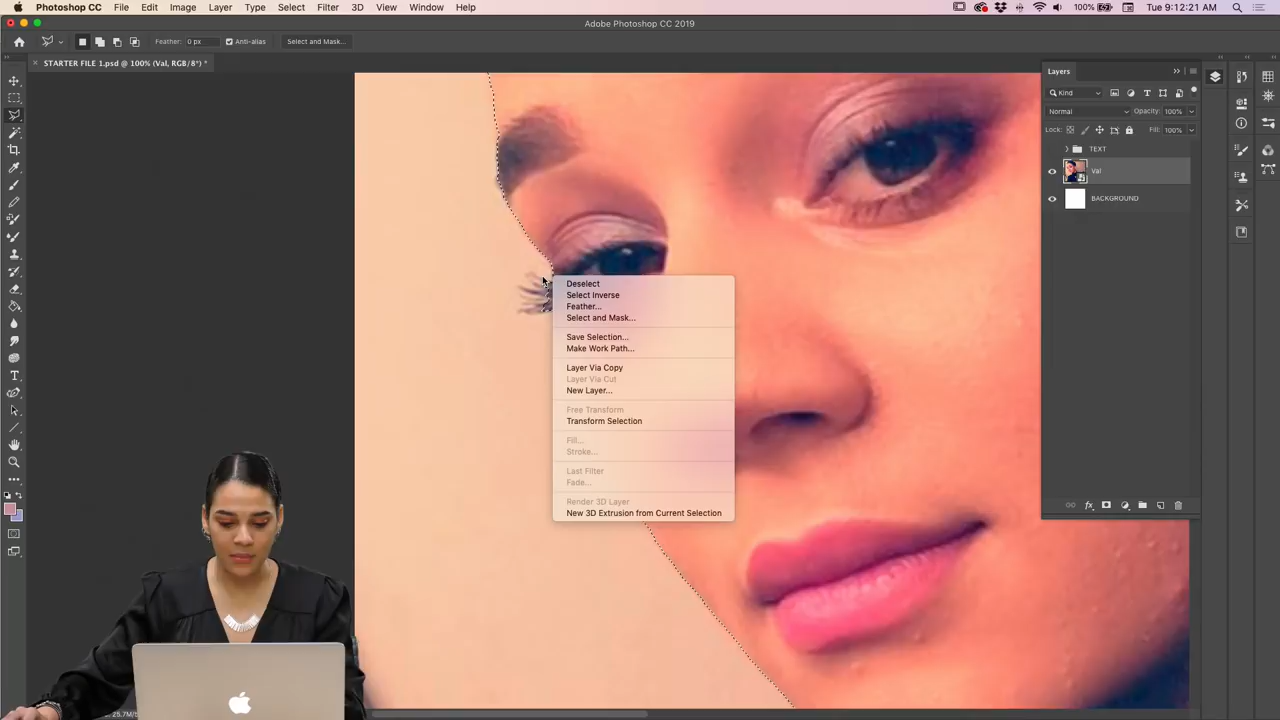 Photoshop CC File Edit Image Layer Type Select Filter 3D View Window Help 100% Tue 9:12:21 AM
Adobe Photoshop CC 2019
Feather: 0 px Anti-alias Select and Mask...
STARTER FILE 1.psd @ 100% (Val, RGB/8*) *
Layers
Kind
Normal Opacity: 100%
Lock: Fill: 100%
TEXT
Val
BACKGROUND
Deselect
Select Inverse
Feather...
Select and Mask...
Save Selection...
Make Work Path...
Layer Via Copy
Layer Via Cut
New Layer...
Free Transform
Transform Selection
Fill...
Stroke...
Last Filter
Fade...
Render 3D Layer
New 3D Extrusion from Current Selection
fx